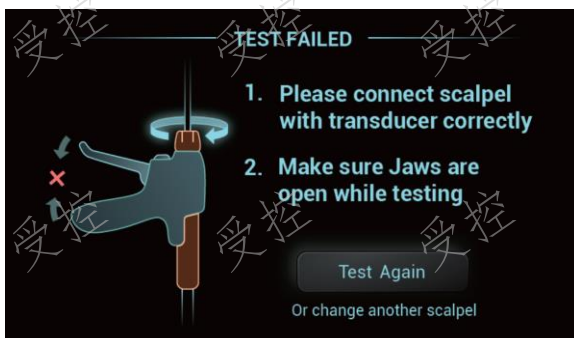 TEST FAILED
1. Please connect scalpel
with transducer correctly
2. Make sure Jaws are
open while testing
Test Again
Or change another scalpel
受控
受控
受控
受控
受控
受控